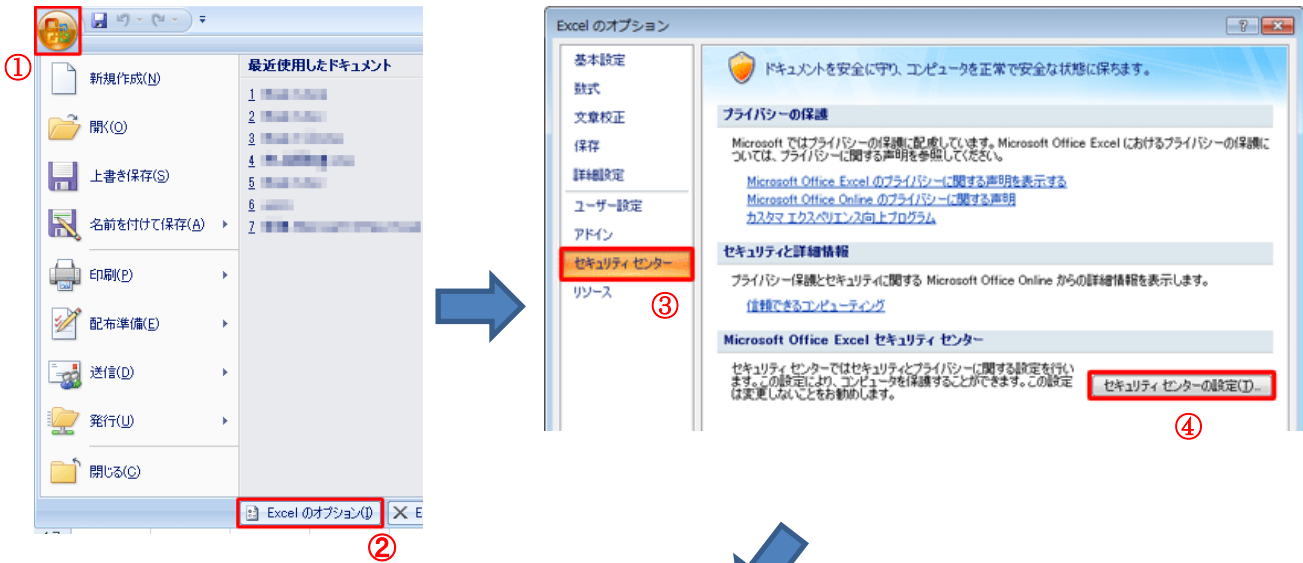 ①
新規作成(N)
開く(O)
上書き保存(S)
名前を付けて保存(A)
印刷(P)
配布準備(E)
送信(D)
発行(U)
閉じる(C)
最近使用したドキュメント
1
2
3
4
5
6
7
Excel のオプション(I)
E
②
Excel のオプション
基本設定
数式
文章校正
保存
詳細設定
ユーザー設定
アドイン
セキュリティ センター
リソース
③
ドキュメントを安全に守り、コンピュータを正常で安全な状態に保ちます。
プライバシーの保護
Microsoft ではプライバシーの保護に配慮しています。Microsoft Office Excel におけるプライバシーの保護に
ついては、プライバシーに関する声明を参照してください。
Microsoft Office Excel のプライバシーに関する声明を表示する
Microsoft Office Online のプライバシーに関する声明
カスタマ エクスペリエンス向上プログラム
セキュリティと詳細情報
プライバシー保護とセキュリティに関する Microsoft Office Online からの詳細情報を表示します。
信頼できるコンピューティング
Microsoft Office Excel セキュリティ センター
セキュリティ センターではセキュリティとプライバシーに関する設定を行い
ます。この設定により、コンピュータを保護することができます。この設定
は変更しないことをお勧めします。
セキュリティ センターの設定(T)...
④